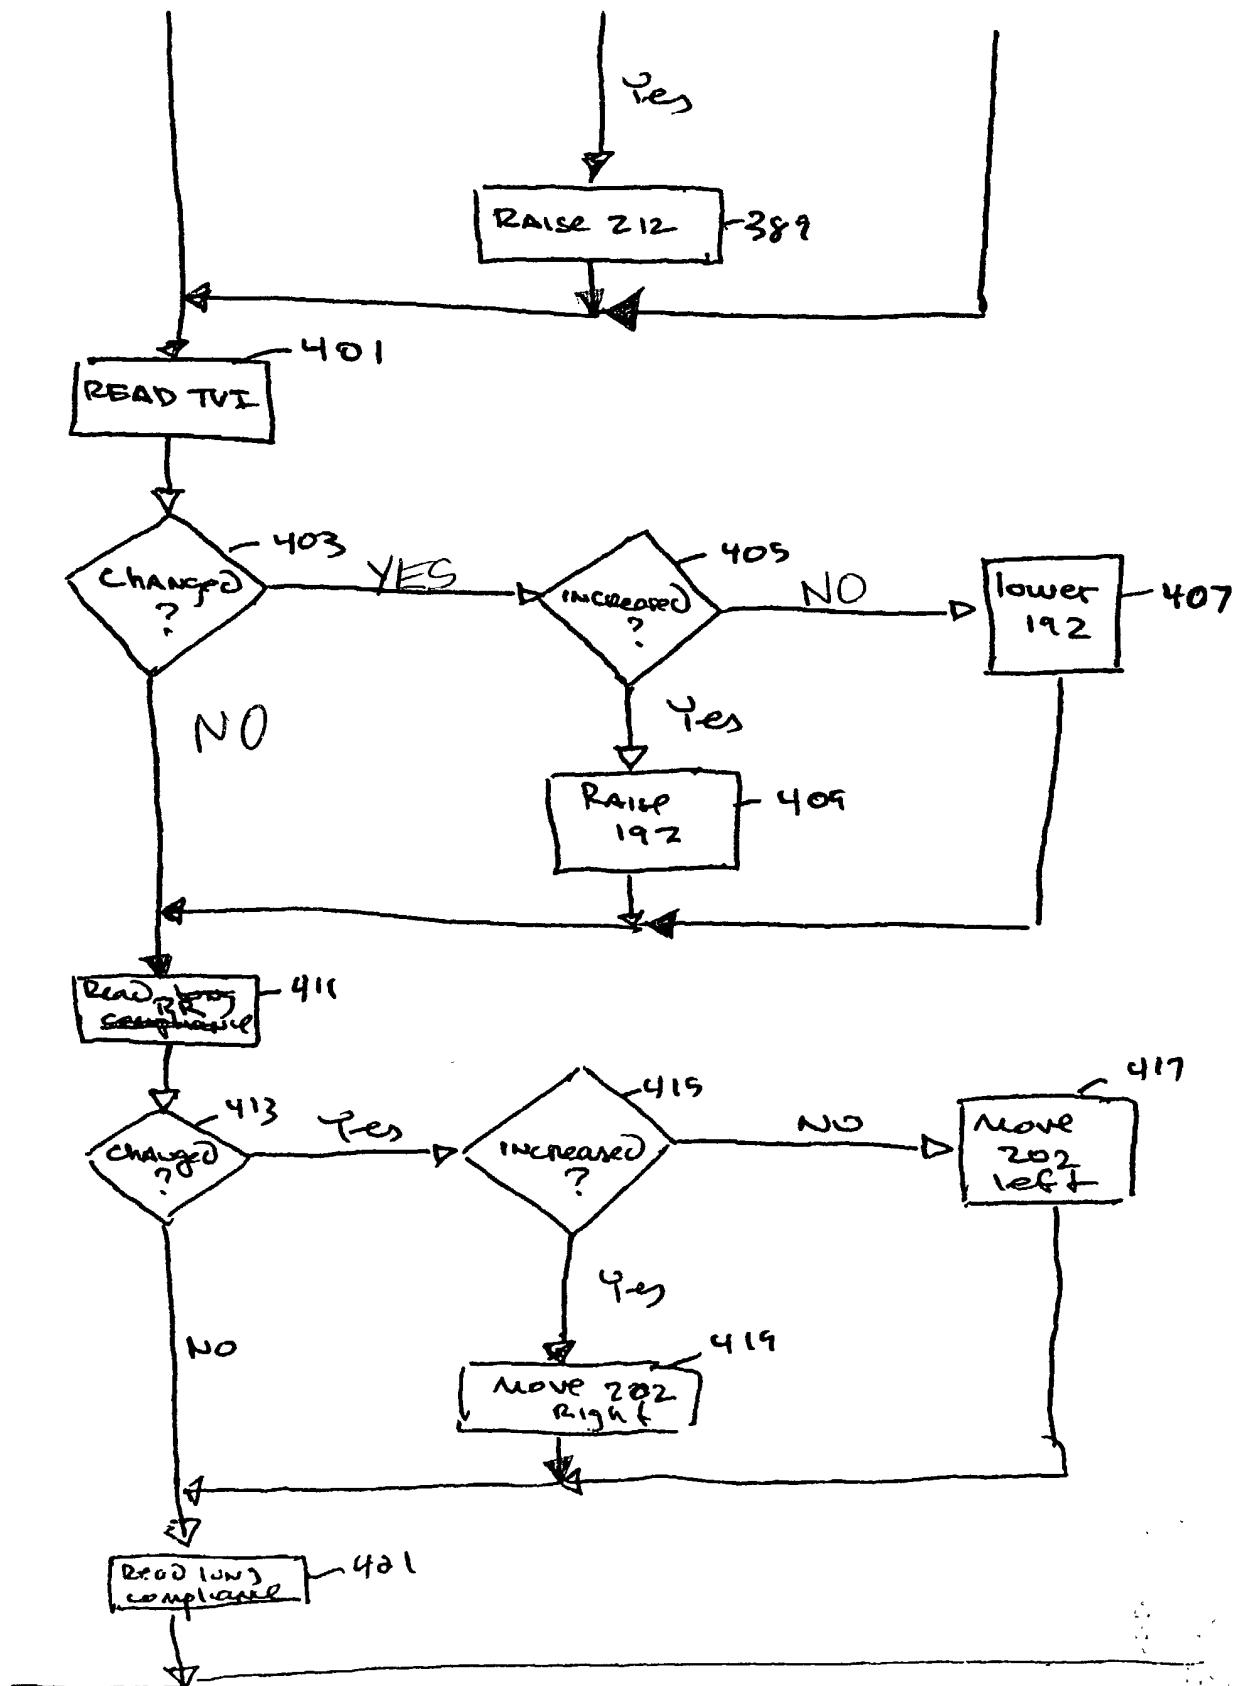 Yes
RAISE 212
389
401
READ TVI
403
CHANGED
?
YES
405
INCREASED
?
NO
lower
192
407
NO
Yes
RAISE
192
409
READ
RR
411
413
CHANGED
?
Yes
415
INCREASED
?
NO
417
MOVE
202
left
Yes
NO
419
MOVE 202
Right
READ lung
compliance
421